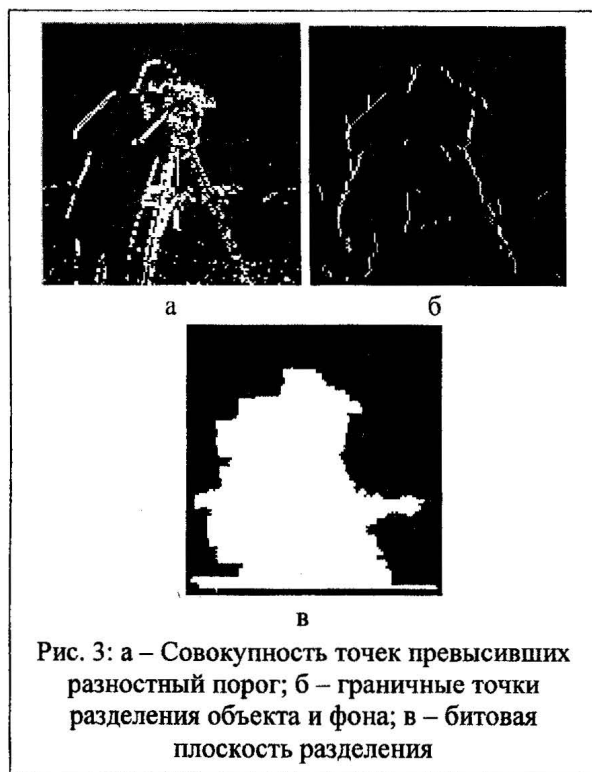 а
б
в
Рис. 3: а – Совокупность точек превысивших
разностный порог; б – граничные точки
разделения объекта и фона; в – битовая
плоскость разделения